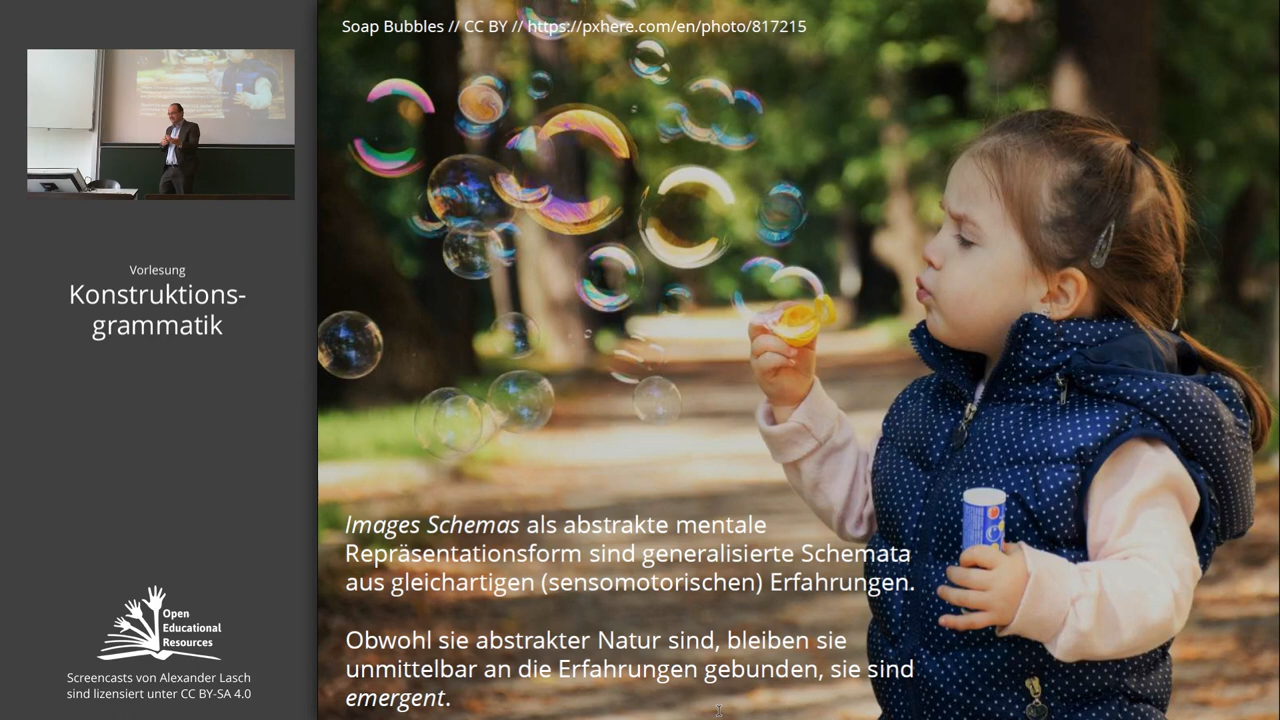 Soap Bubbles // CC BY // https://pxhere.com/en/photo/817215
Vorlesung
Konstruktions-
grammatik
Images Schemas als abstrakte mentale
Repräsentationsform sind generalisierte Schemata
aus gleichartigen (sensomotorischen) Erfahrungen.
Obwohl sie abstrakter Natur sind, bleiben sie
unmittelbar an die Erfahrungen gebunden, sie sind
emergent.
Open
Educational
Resources
Screencasts von Alexander Lasch
sind lizensiert unter CC BY-SA 4.0